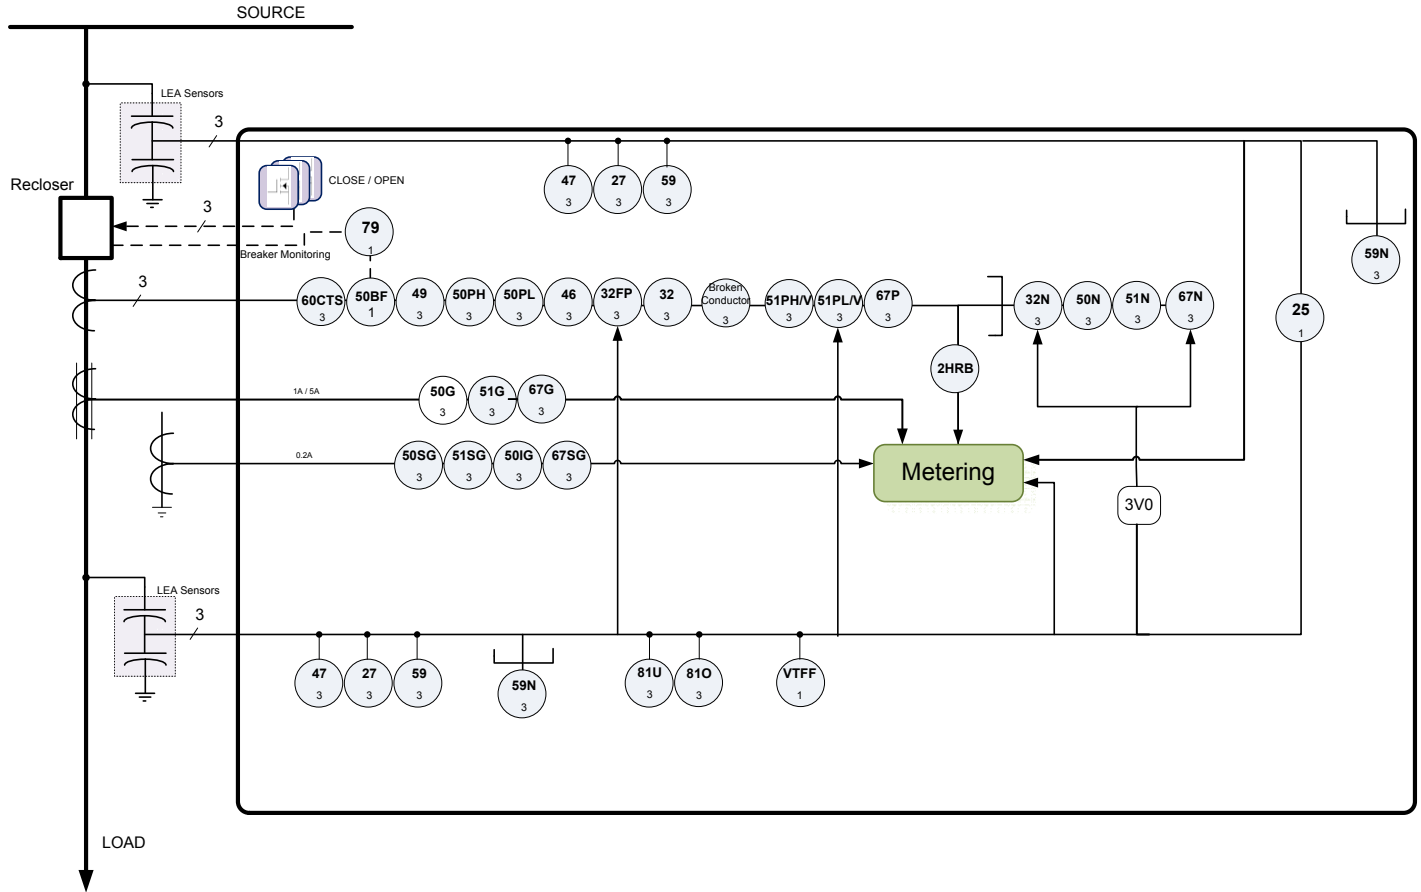 SOURCE
LEA Sensors
3
Recloser
CLOSE / OPEN
47
3
27
3
59
3
3
79
1
Breaker Monitoring
59N
3
3
60CTS
3
50BF
1
49
3
50PH
3
50PL
3
46
3
32FP
3
32
3
Broken
Conductor
3
51PH/V
3
51PL/V
3
67P
3
32N
3
50N
3
51N
3
67N
3
25
1
2HRB
1A / 5A
50G
3
51G
3
67G
3
0.2A
50SG
3
51SG
3
50IG
3
67SG
3
Metering
3V0
LEA Sensors
3
47
3
27
3
59
3
59N
3
81U
3
81O
3
VTFF
1
LOAD